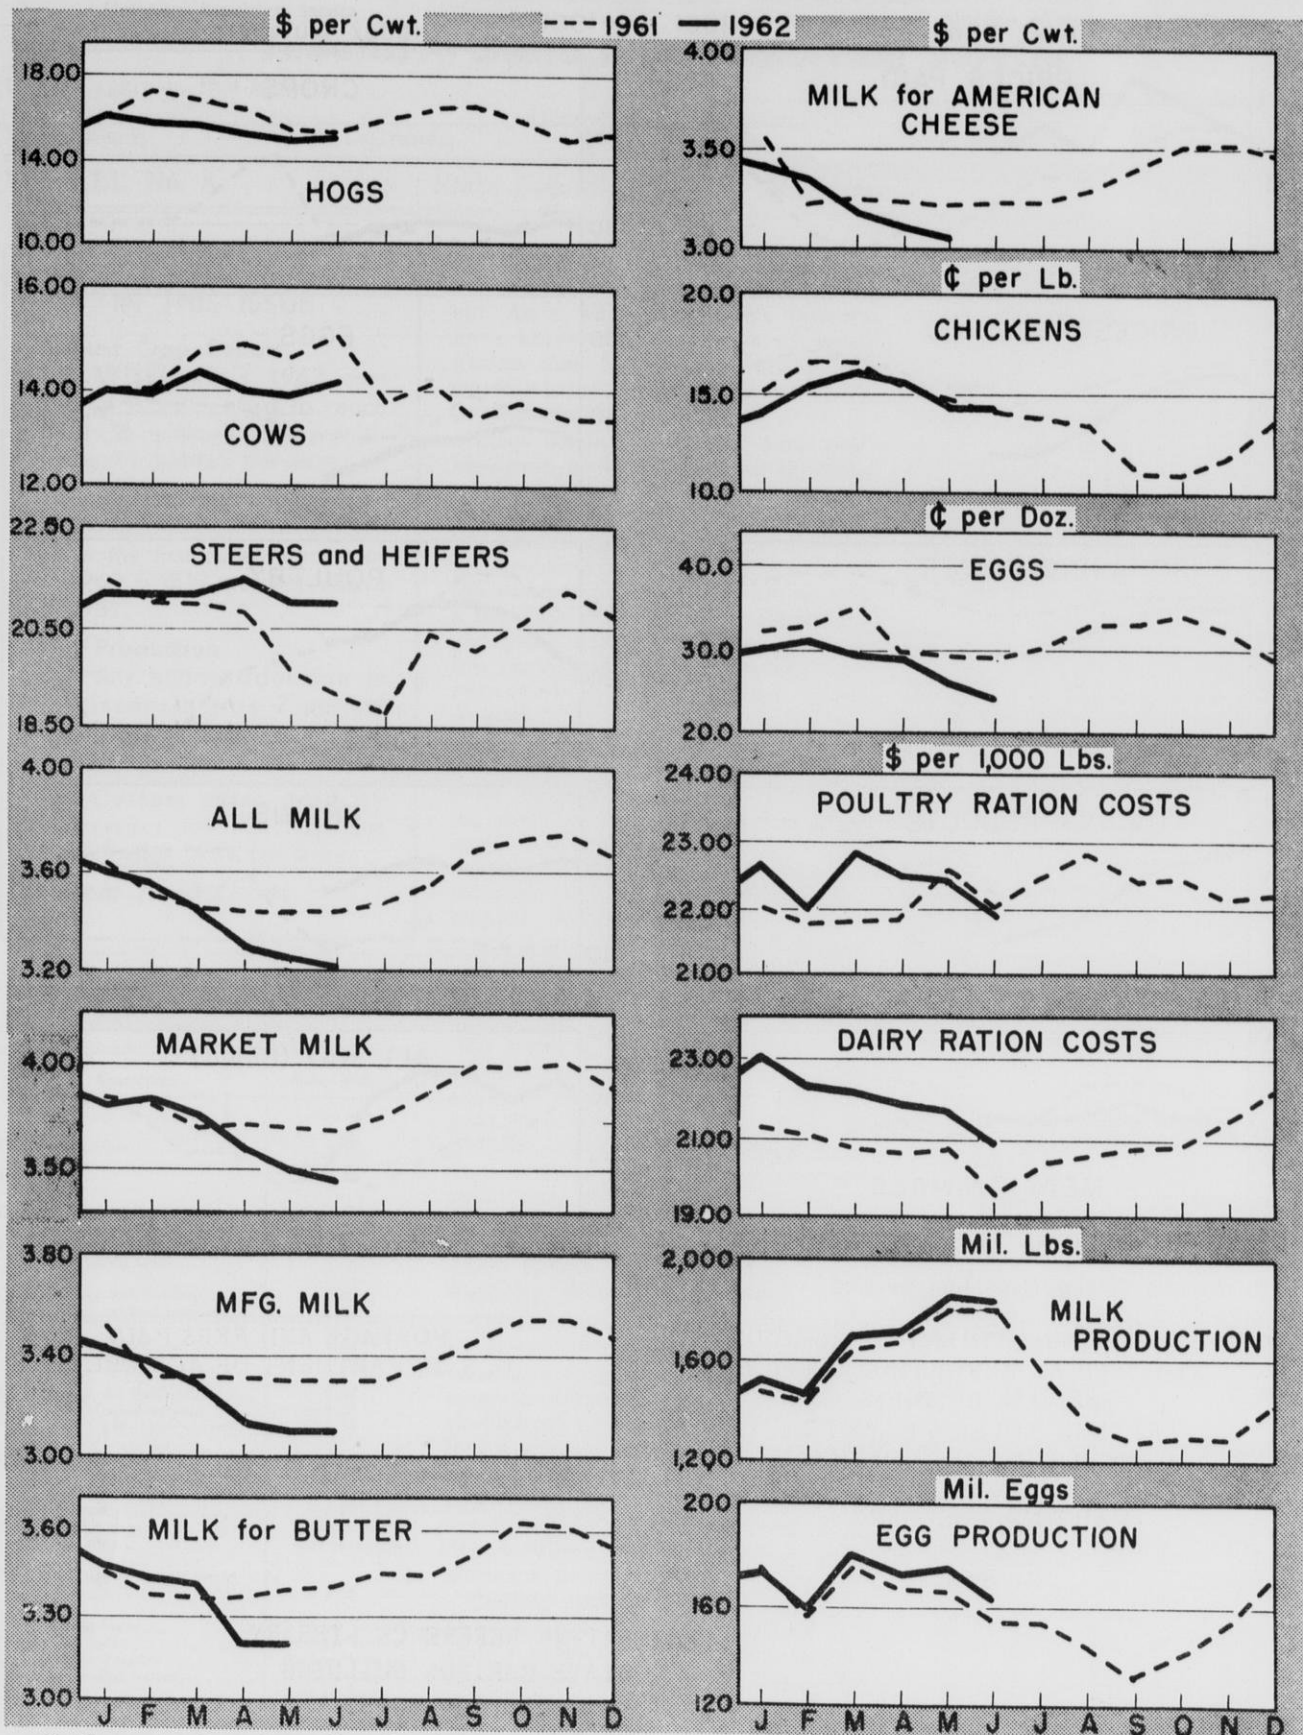 $ per Cwt. 1961 1962 $ per Cwt.
18.00
14.00
10.00
HOGS
16.00
14.00
12.00
COWS
22.50
20.50
18.50
STEERS and HEIFERS
4.00
3.60
3.20
ALL MILK
4.00
3.50
MARKET MILK
3.80
3.40
3.00
MFG. MILK
3.60
3.30
3.00
MILK for BUTTER
J F M A M J J A S O N D
4.00
3.50
3.00
MILK for AMERICAN
CHEESE
¢ per Lb.
20.0
15.0
10.0
CHICKENS
¢ per Doz.
40.0
30.0
20.0
EGGS
$ per 1,000 Lbs.
24.00
23.00
22.00
21.00
POULTRY RATION COSTS
23.00
21.00
19.00
DAIRY RATION COSTS
Mil. Lbs.
2,000
1,600
1,200
MILK
PRODUCTION
Mil. Eggs
200
160
120
EGG PRODUCTION
J F M A M J J A S O N D